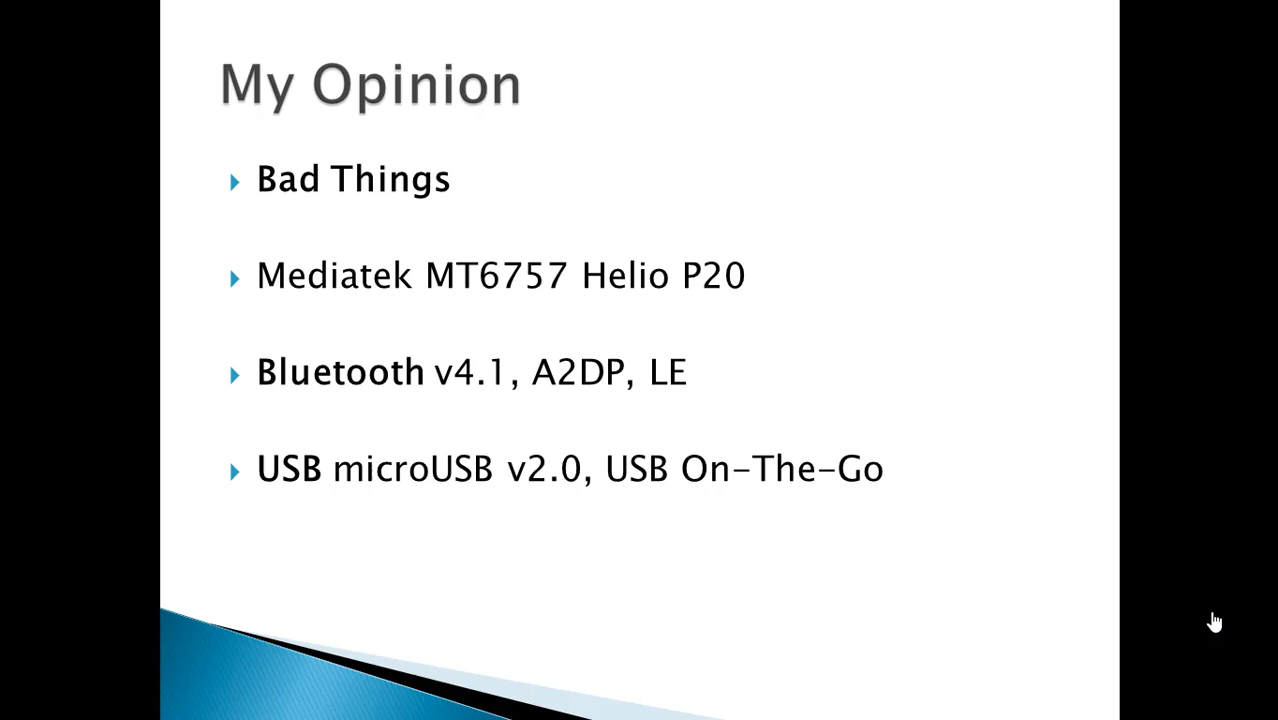 My Opinion
Bad Things
Mediatek MT6757 Helio P20
Bluetooth v4.1, A2DP, LE
USB microUSB v2.0, USB On-The-Go